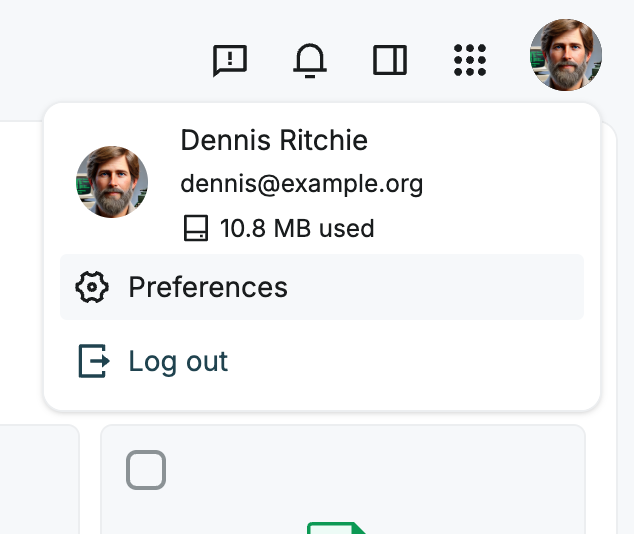 Dennis Ritchie
dennis@example.org
10.8 MB used
Preferences
Log out